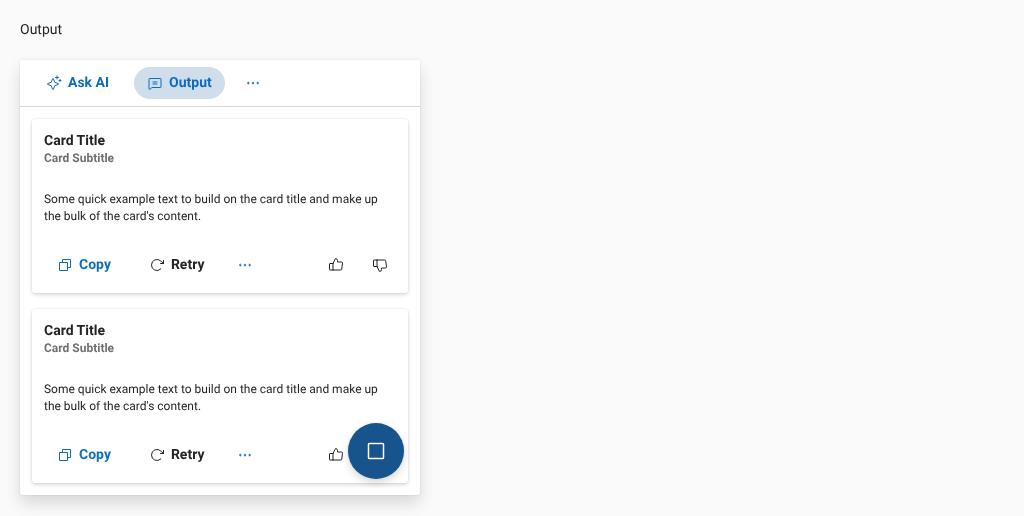 Output
Ask AI Output
Card Title
Card Subtitle
Some quick example text to build on the card title and make up
the bulk of the card's content.
Copy Retry
Card Title
Card Subtitle
Some quick example text to build on the card title and make up
the bulk of the card's content.
Copy Retry